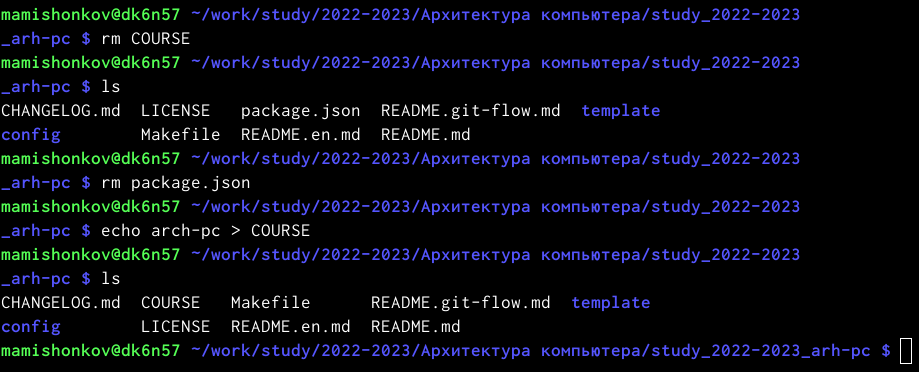 mamishonkov@dk6n57 ~/work/study/2022-2023/Архитектура компьютера/study_2022-2023
_arh-pc $ rm COURSE
mamishonkov@dk6n57 ~/work/study/2022-2023/Архитектура компьютера/study_2022-2023
_arh-pc $ ls
CHANGELOG.md  LICENSE   package.json  README.git-flow.md  template
config        Makefile  README.en.md  README.md
mamishonkov@dk6n57 ~/work/study/2022-2023/Архитектура компьютера/study_2022-2023
_arh-pc $ rm package.json
mamishonkov@dk6n57 ~/work/study/2022-2023/Архитектура компьютера/study_2022-2023
_arh-pc $ echo arch-pc > COURSE
mamishonkov@dk6n57 ~/work/study/2022-2023/Архитектура компьютера/study_2022-2023
_arh-pc $ ls
CHANGELOG.md  COURSE   Makefile      README.git-flow.md  template
config        LICENSE  README.en.md  README.md
mamishonkov@dk6n57 ~/work/study/2022-2023/Архитектура компьютера/study_2022-2023_arh-pc $